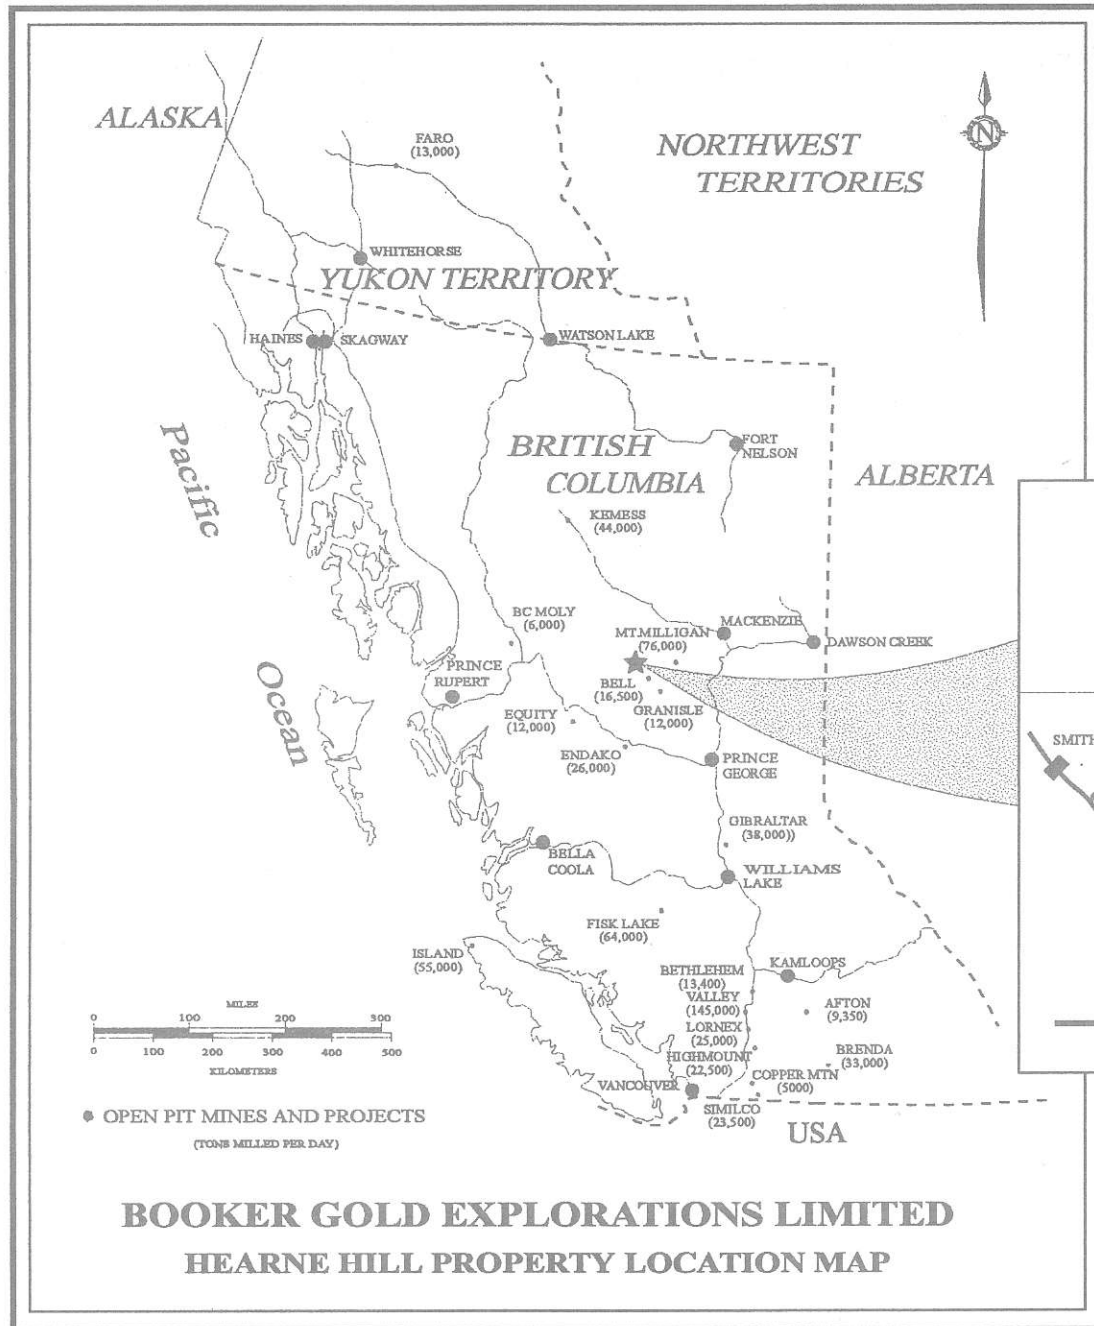 ALASKA
FARO
(13,000)
NORTHWEST
TERRITORIES
N
WHITEHORSE
YUKON TERRITORY
HAINES
SKAGWAY
WATSON LAKE
Pacific
Ocean
BRITISH
COLUMBIA
FORT
NELSON
ALBERTA
KEMESS
(44,000)
BC MOLY
(6,000)
MT.MILLIGAN
(76,000)
MACKENZIE
DAWSON CREEK
PRINCE
RUPERT
BELL
(16,500)
GRANISLE
(12,000)
EQUITY
(12,000)
ENDAKO
(26,000)
PRINCE
GEORGE
SMITH
GIBRALTAR
(38,000))
BELLA
COOLA
WILLIAMS
LAKE
FISK LAKE
(64,000)
ISLAND
(55,000)
BETHLEHEM
(13,400)
KAMLOOPS
VALLEY
(145,000)
AFTON
(9,350)
LORNEX
(25,000)
HIGHMOUNT
(22,500)
BRENDA
(33,000)
COPPER MTN
(5000)
VANCOUVER
SIMILCO
(23,500)
USA
MILES
0 100 200 300
0 100 200 300 400 500
KILOMETERS
OPEN PIT MINES AND PROJECTS
(TONS MILLED PER DAY)
BOOKER GOLD EXPLORATIONS LIMITED
HEARNE HILL PROPERTY LOCATION MAP